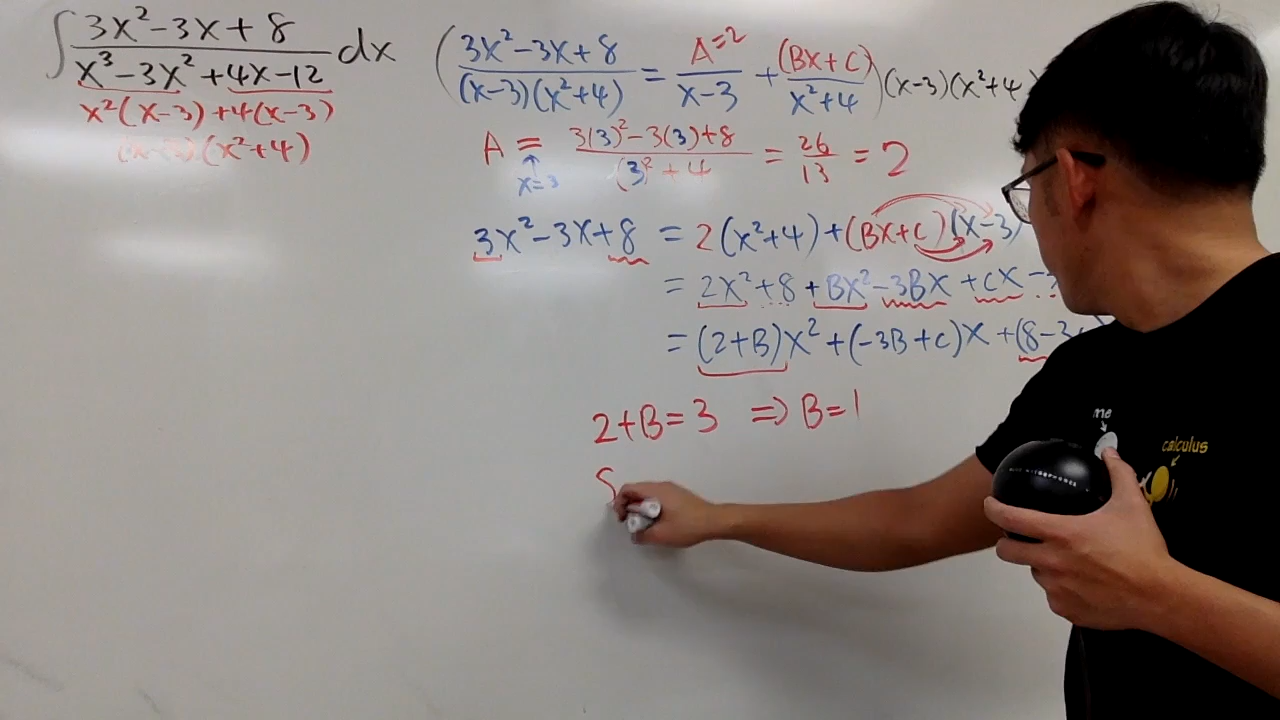 ∫ (3x² - 3x + 8)/(x³ - 3x² + 4x - 12) dx
x²(x-3) + 4(x-3)
(x-3)(x²+4)
( (3x² - 3x + 8)/((x-3)(x²+4)) = A=2/(x-3) + (Bx+C)/(x²+4) ) (x-3)(x²+4)
A = (3(3)² - 3(3) + 8)/(3² + 4 = 26/13 = 2
↑
x=3
3x² - 3x + 8 = 2(x²+4) + (Bx+C)(x-3)
= 2x² + 8 + Bx² - 3Bx + Cx -
= (2+B)x² + (-3B+C)x + (8-3
2+B = 3 ⇒ B=1
8
me
calculus